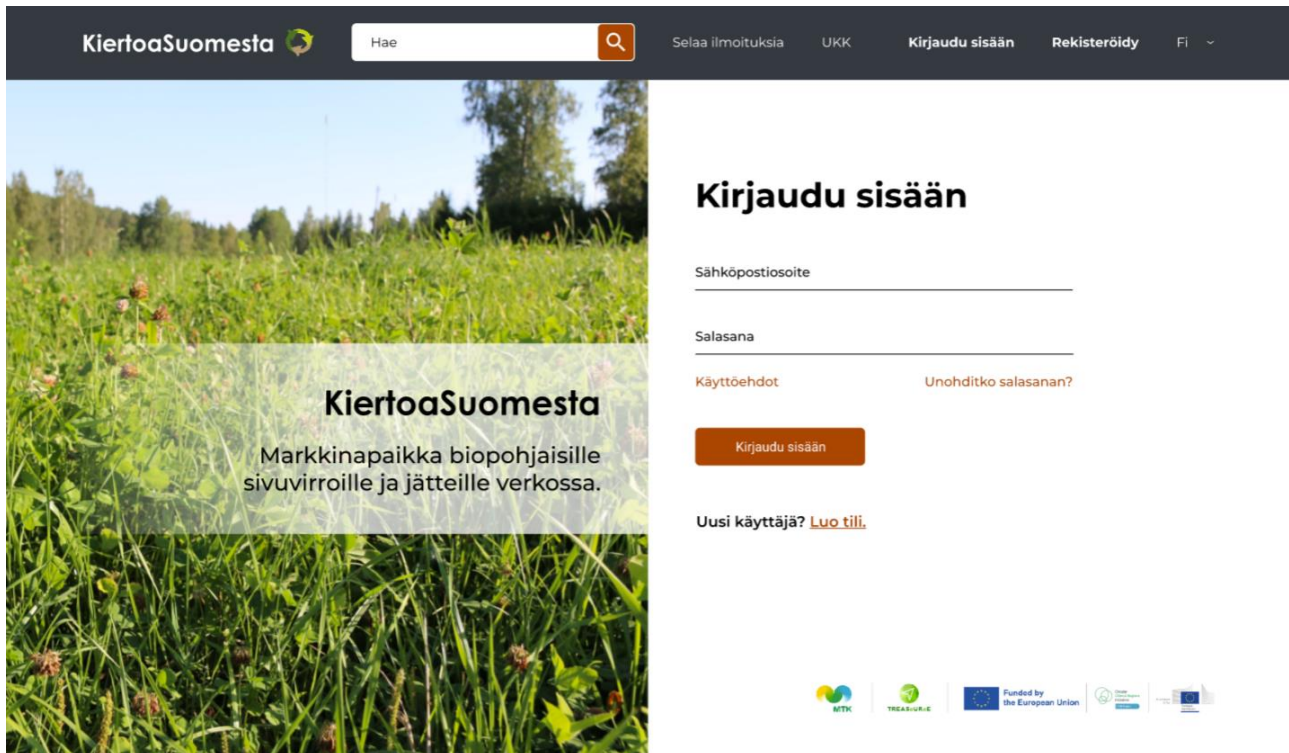 KiertoaSuomesta
Hae
Selaa ilmoituksia
UKK
Kirjaudu sisään
Rekisteröidy
Fi
Kirjaudu sisään
Sähköpostiosoite
Salasana
Käyttöehdot
Unohditko salasanan?
Kirjaudu sisään
Uusi käyttäjä? Luo tili.
KiertoaSuomesta
Markkinapaikka biopohjaisille
sivuvirroille ja jätteille verkossa.
MTK
TREASoURcE
Funded by
the European Union